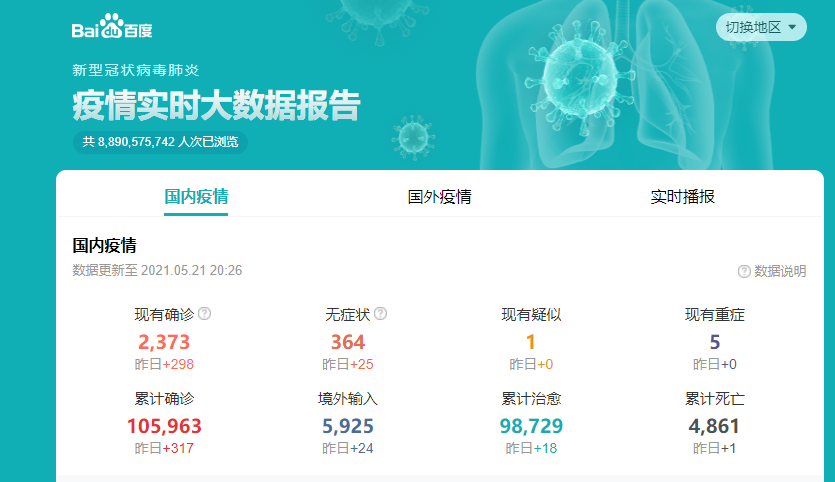 Bai du 百度
切换地区
新型冠状病毒肺炎
疫情实时大数据报告
共 8,890,575,742 人次已浏览
国内疫情 国外疫情 实时播报
国内疫情
数据更新至 2021.05.21 20:26
? 数据说明
现有确诊 ? 无症状 ? 现有疑似 现有重症
2,373 364 1 5
昨日+298 昨日+25 昨日+0 昨日+0
累计确诊 境外输入 累计治愈 累计死亡
105,963 5,925 98,729 4,861
昨日+317 昨日+24 昨日+18 昨日+1